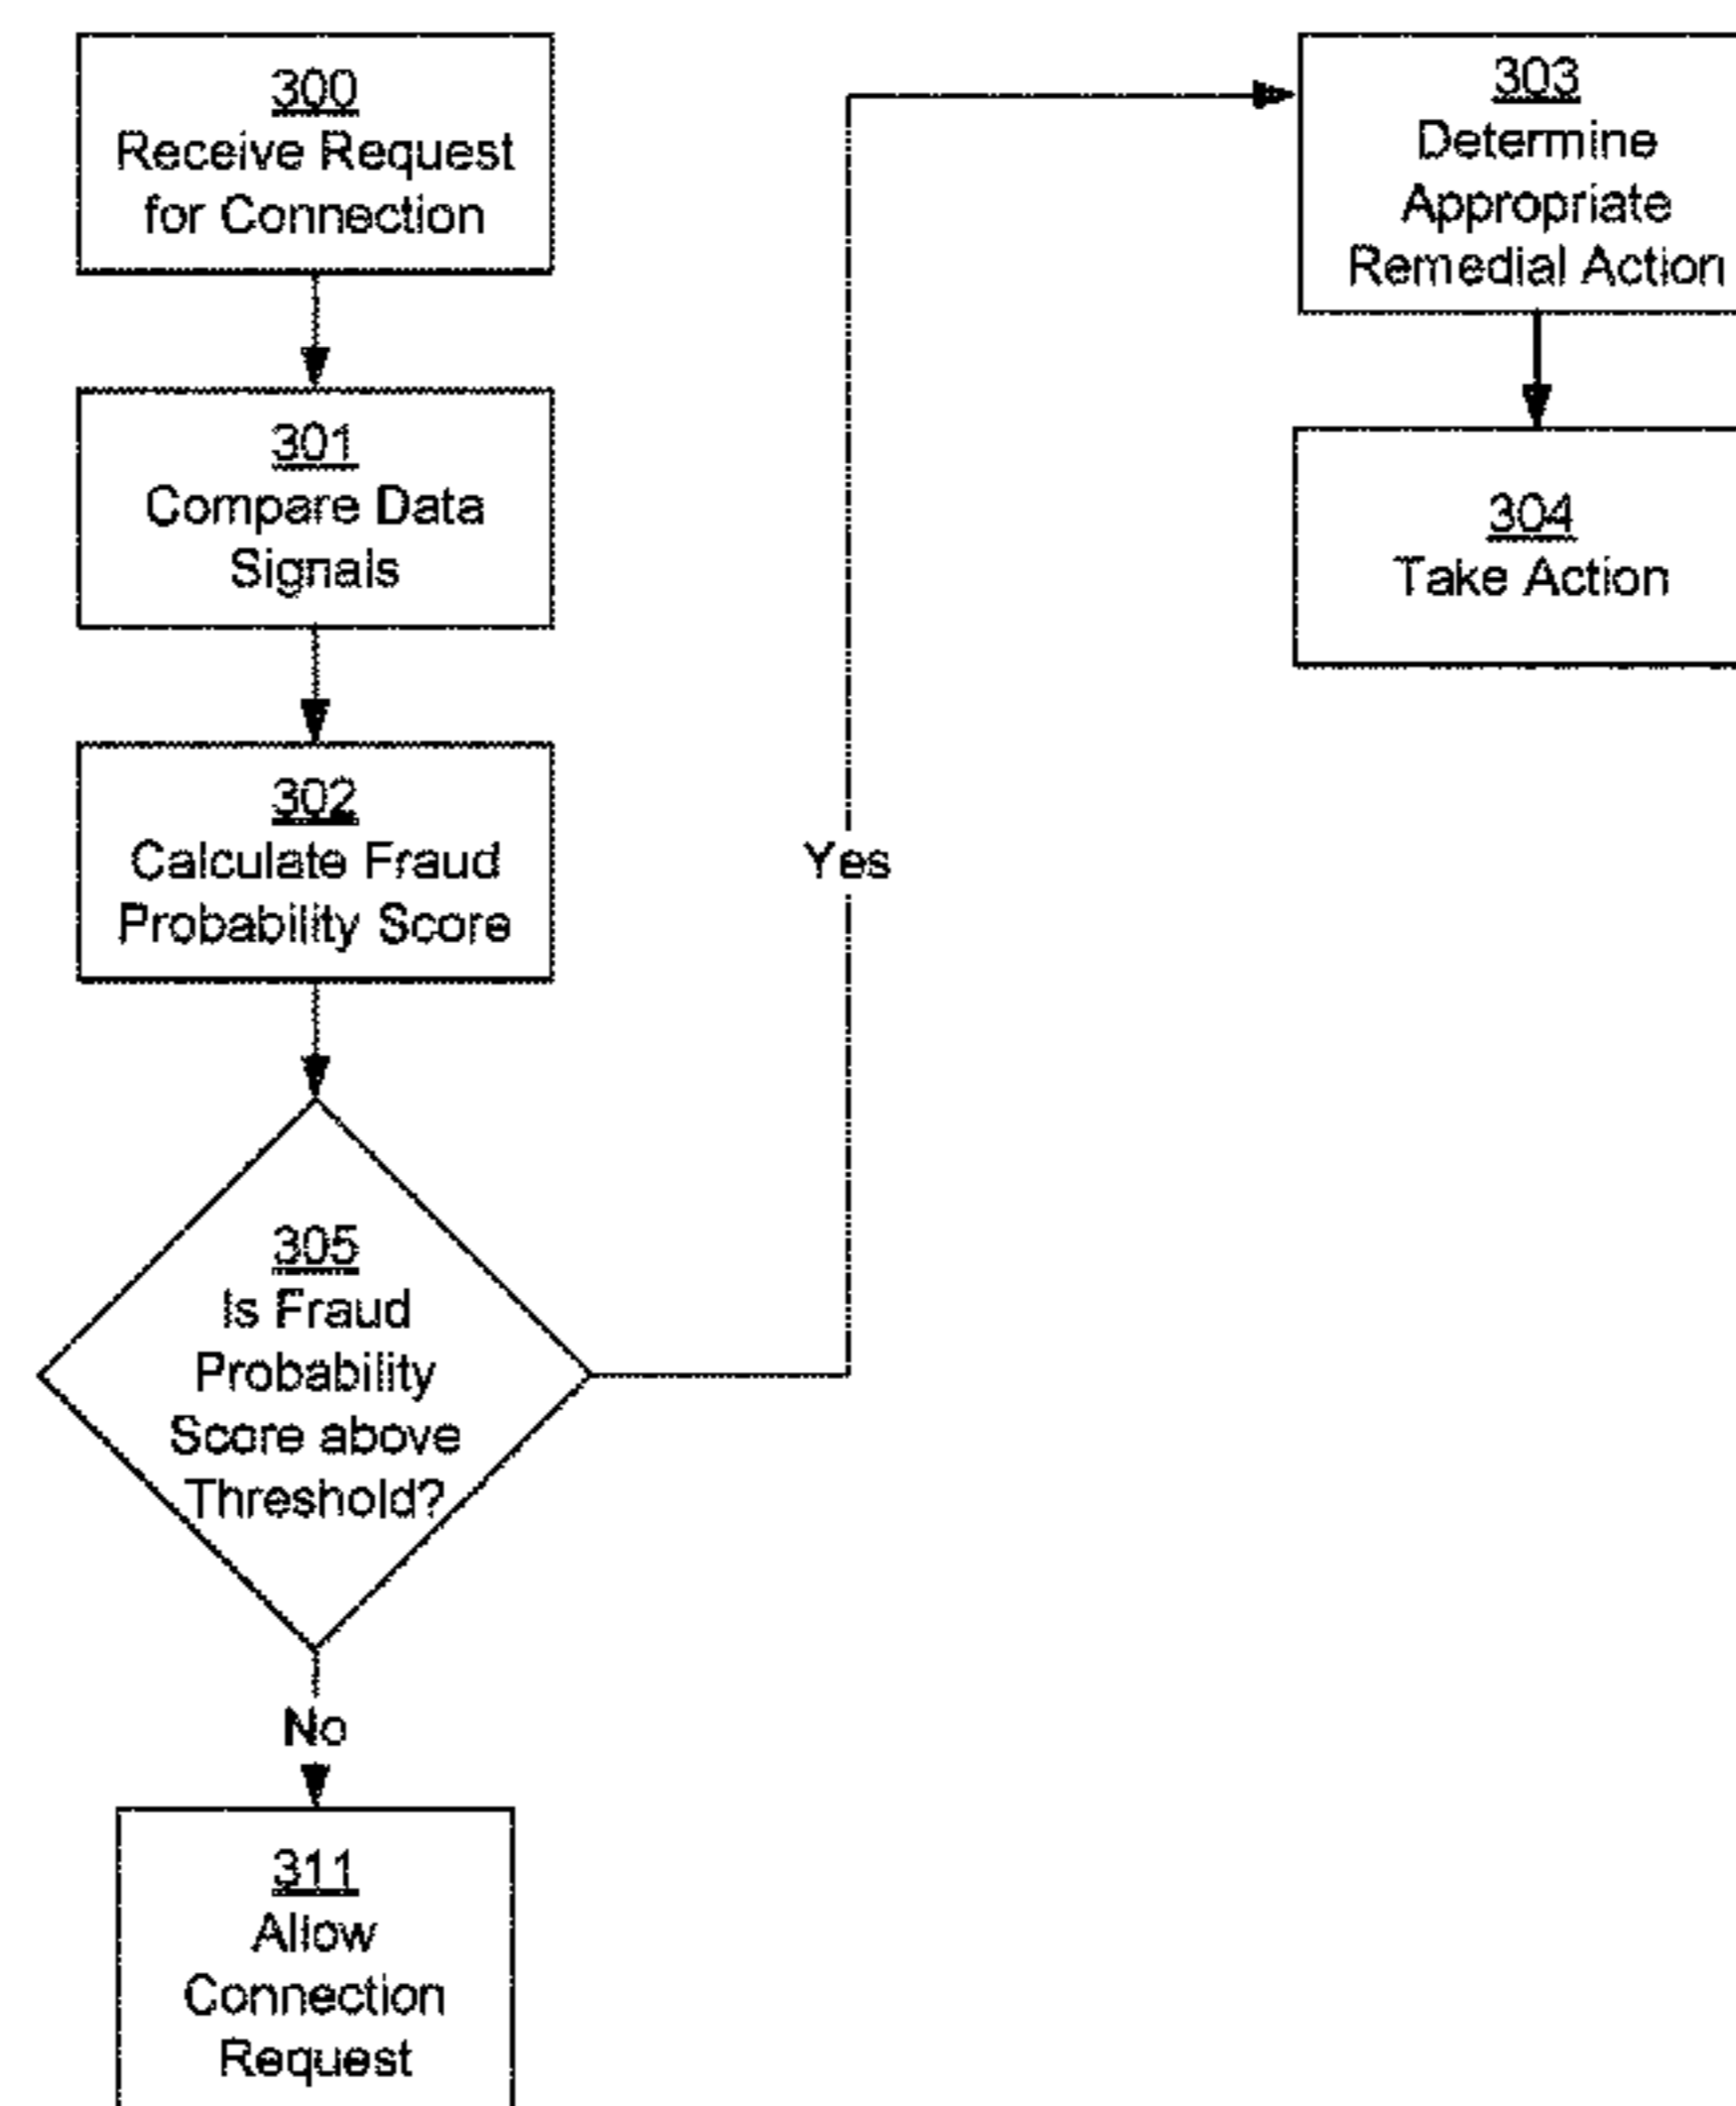 300
Receive Request
for Connection
301
Compare Data
Signals
302
Calculate Fraud
Probability Score
305
Is Fraud
Probability
Score above
Threshold?
No
311
Allow
Connection
Request
Yes
303
Determine
Appropriate
Remedial Action
304
Take Action